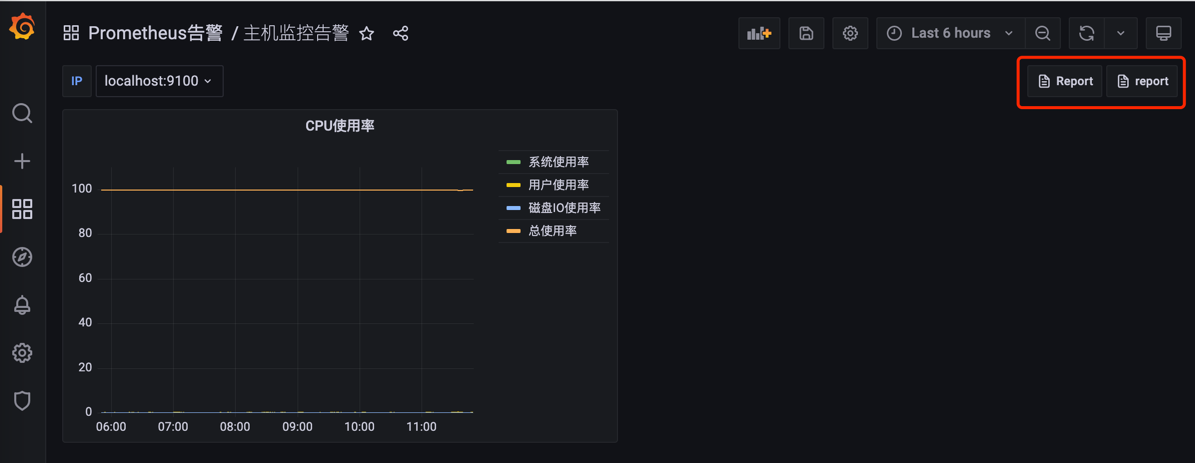 Prometheus告警 / 主机监控告警
Last 6 hours
IP localhost:9100
Report report
CPU使用率
系统使用率
用户使用率
磁盘IO使用率
总使用率
100
80
60
40
20
0
06:00 07:00 08:00 09:00 10:00 11:00